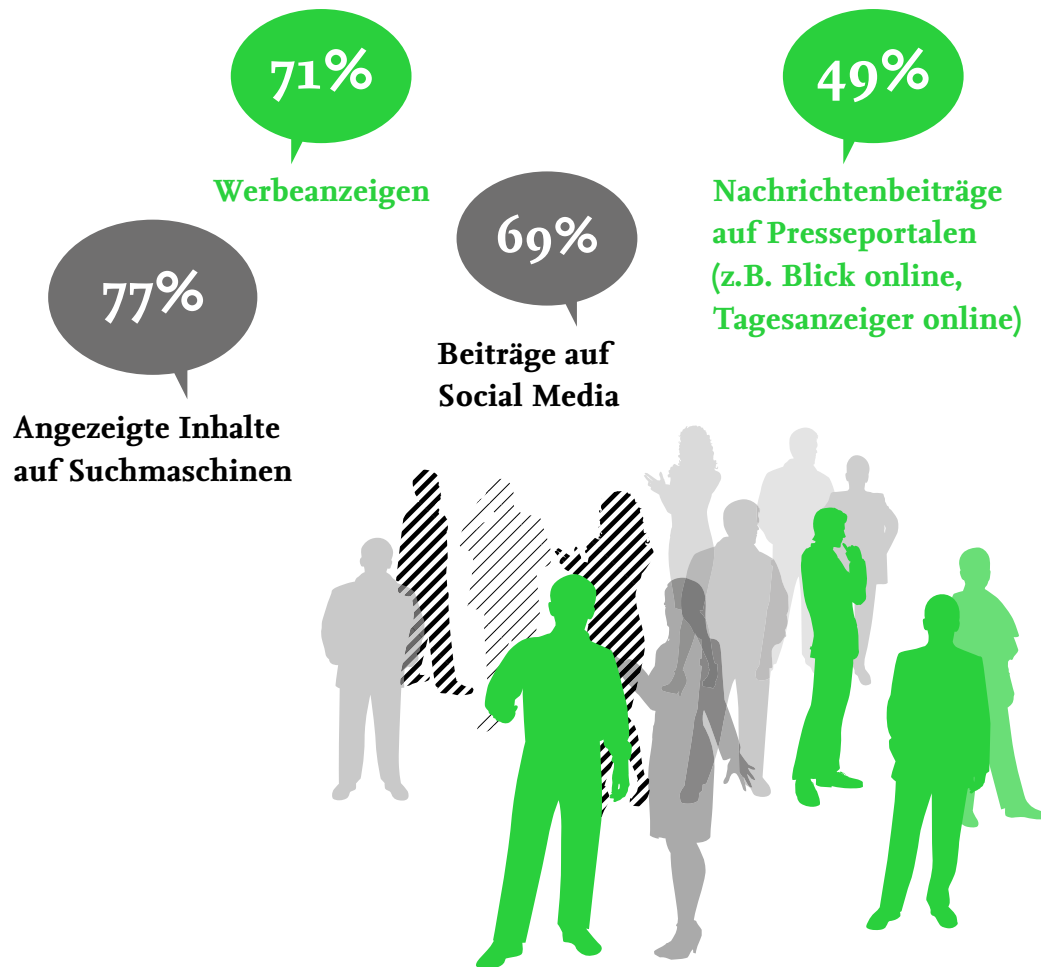 71%
Werbeanzeigen
49%
Nachrichtenbeiträge
auf Presseportalen
(z.B. Blick online,
Tagesanzeiger online)
69%
Beiträge auf
Social Media
77%
Angezeigte Inhalte
auf Suchmaschinen